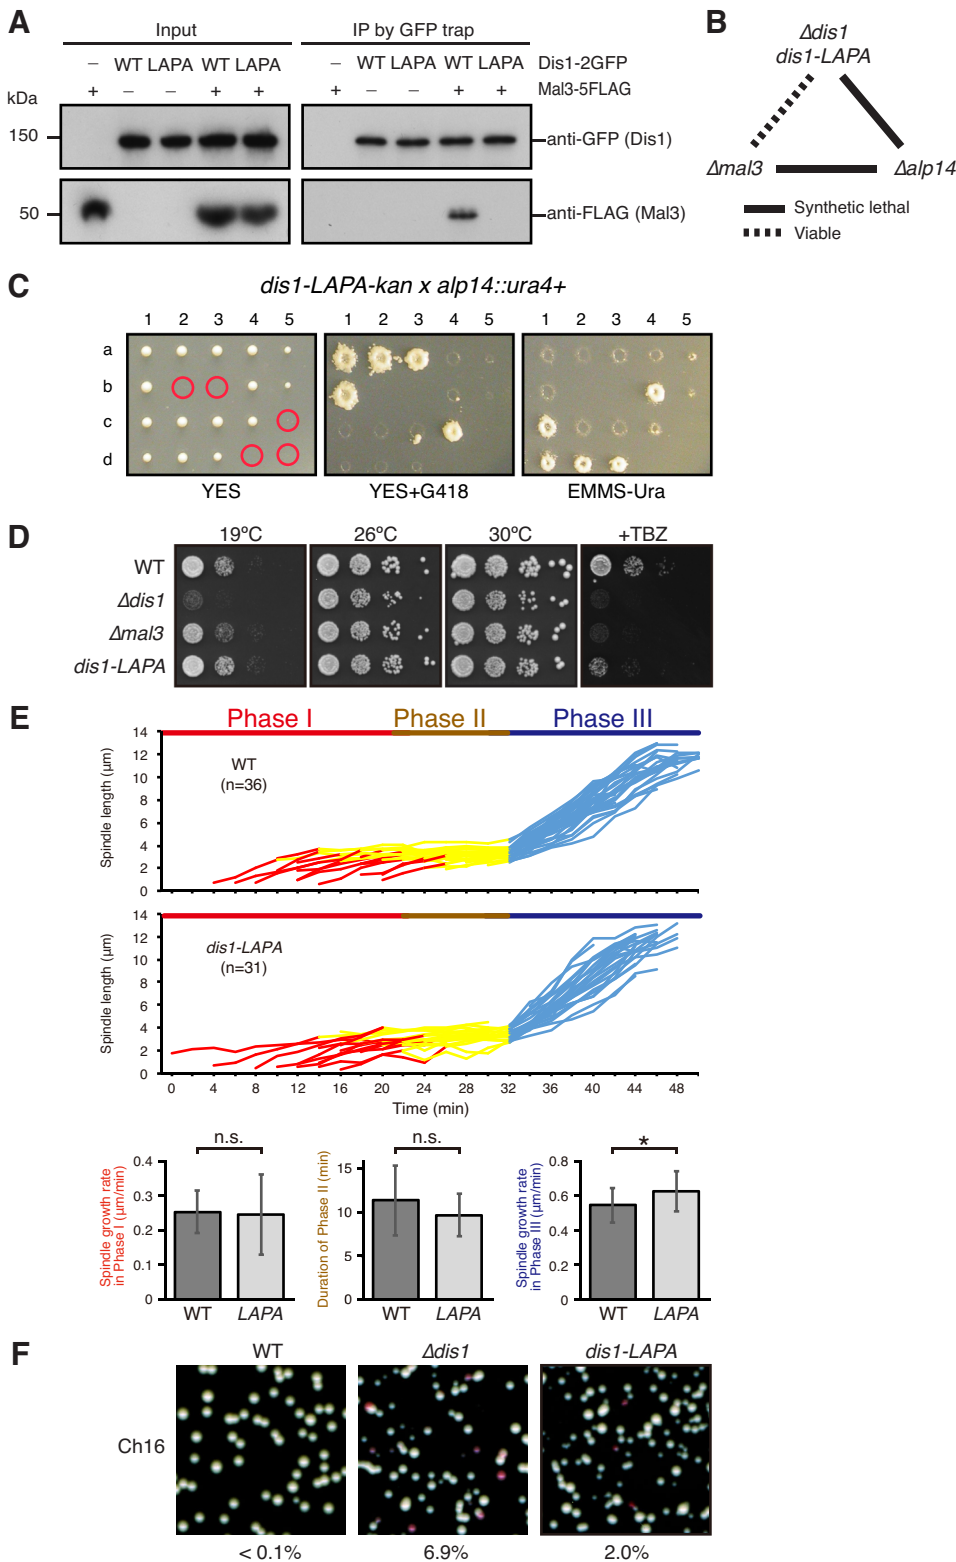 A
Input
IP by GFP trap
– WT LAPA WT LAPA
– WT LAPA WT LAPA
Dis1-2GFP
+ – – + +
+ – – + +
Mal3-5FLAG
kDa
150
anti-GFP (Dis1)
50
anti-FLAG (Mal3)
B
Δdis1
dis1-LAPA
Δmal3
Δalp14
Synthetic lethal
Viable
C
dis1-LAPA-kan x alp14::ura4+
1 2 3 4 5
1 2 3 4 5
1 2 3 4 5
a
b
c
d
YES
YES+G418
EMMS-Ura
D
19ºC
26ºC
30ºC
+TBZ
WT
Δdis1
Δmal3
dis1-LAPA
E
Phase I
Phase II
Phase III
Spindle length (µm)
14
12
10
8
6
4
2
0
WT
(n=36)
Spindle length (µm)
14
12
10
8
6
4
2
0
dis1-LAPA
(n=31)
0 4 8 12 16 20 24 28 32 36 40 44 48
Time (min)
Spindle growth rate
in Phase I (µm/min)
0.4
0.3
0.2
0.1
0
n.s.
WT LAPA
Duration of Phase II (min)
15
10
5
0
n.s.
WT LAPA
Spindle growth rate
in Phase III (µm/min)
0.8
0.6
0.4
0.2
0
*
WT LAPA
F
WT
Δdis1
dis1-LAPA
Ch16
< 0.1%
6.9%
2.0%